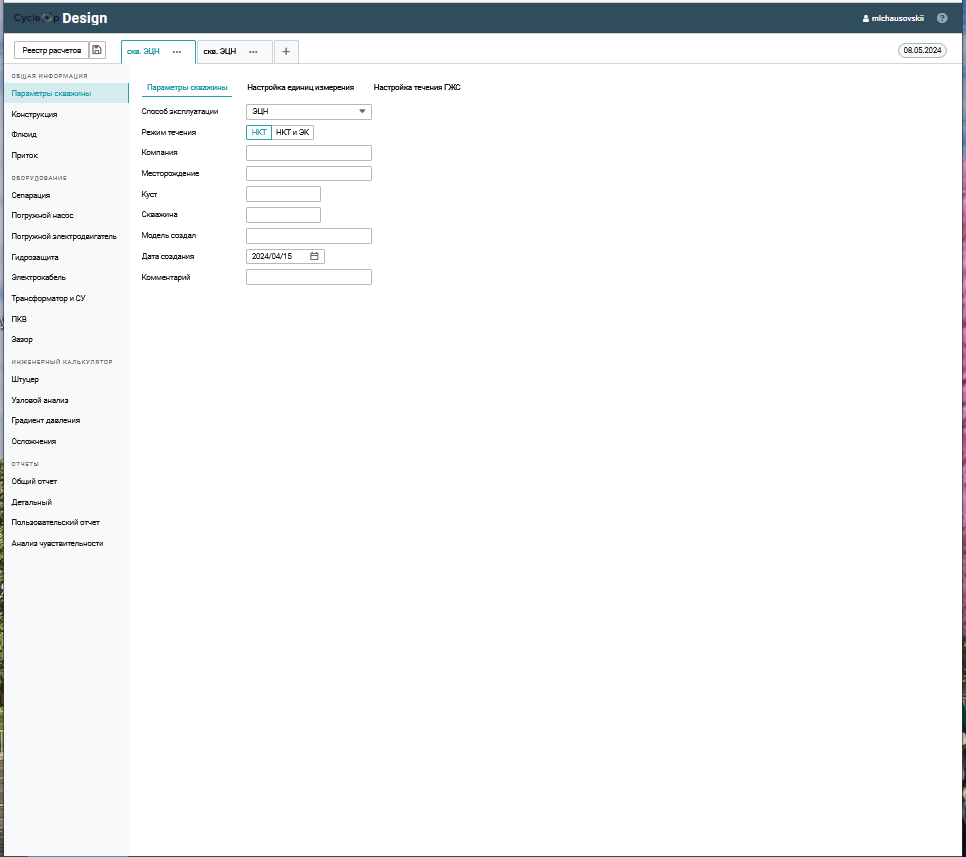 CycleOp Design
mlchausovskii
Реестр расчетов
скв. ЭЦН
скв. ЭЦН
08.05.2024
ОБЩАЯ ИНФОРМАЦИЯ
Параметры скважины
Конструкция
Флюид
Приток
ОБОРУДОВАНИЕ
Сепарация
Погружной насос
Погружной электродвигатель
Гидрозащита
Электрокабель
Трансформатор и СУ
ПКВ
Зазор
ИНЖЕНЕРНЫЙ КАЛЬКУЛЯТОР
Штуцер
Узловой анализ
Градиент давления
Осложнения
ОТЧЕТЫ
Общий отчет
Детальный
Пользовательский отчет
Анализ чувствительности
Параметры скважины
Настройка единиц измерения
Настройка течения ГЖС
Способ эксплуатации
ЭЦН
Режим течения
НКТ
НКТ и ЭК
Компания
Месторождение
Куст
Скважина
Модель создал
Дата создания
2024/04/15
Комментарий